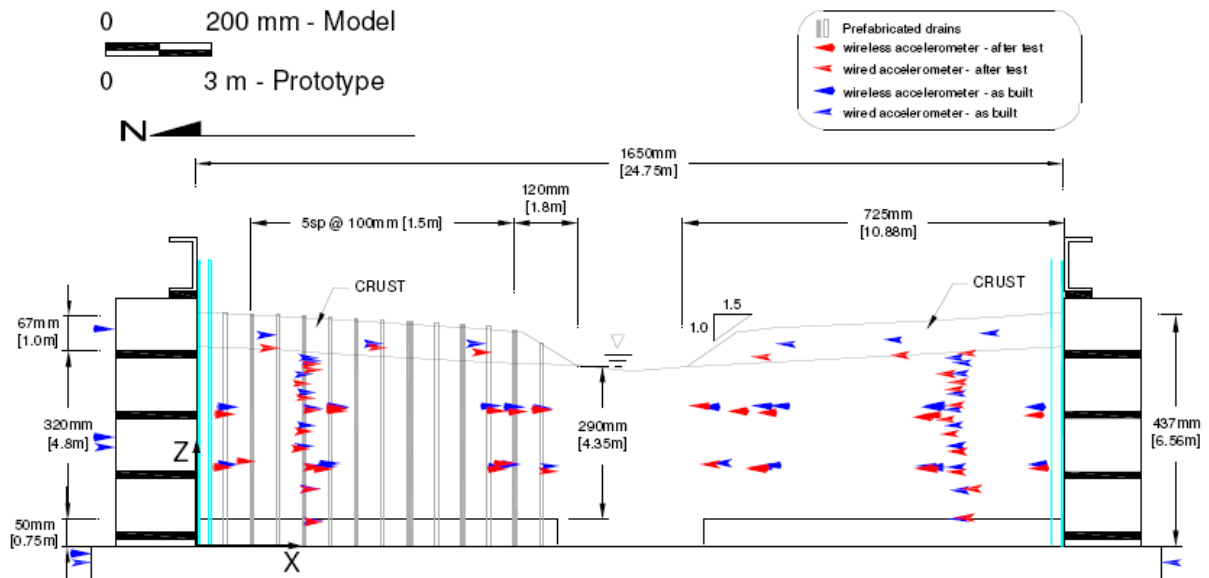 0 200 mm - Model
0 3 m - Prototype
N
Prefabricated drains
wireless accelerometer - after test
wired accelerometer - after test
wireless accelerometer - as built
wired accelerometer - as built
1650mm
[24.75m]
120mm
[1.8m]
5sp @ 100mm [1.5m]
725mm
[10.88m]
CRUST
CRUST
1.5
1.0
67mm
[1.0m]
320mm
[4.8m]
Z
290mm
[4.35m]
437mm
[6.56m]
50mm
[0.75m]
X